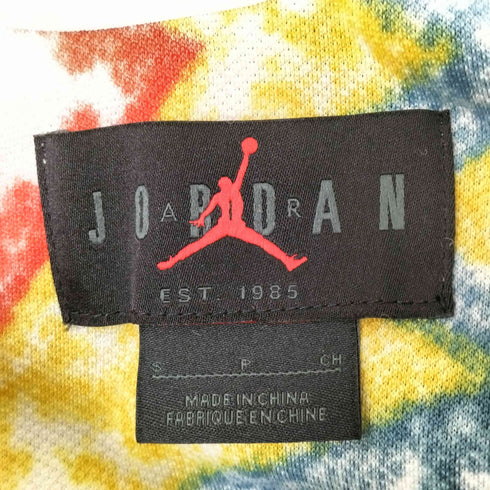 JORDAN
AIR
EST. 1985
S P CH
MADE IN CHINA
FABRIQUE EN CHINE